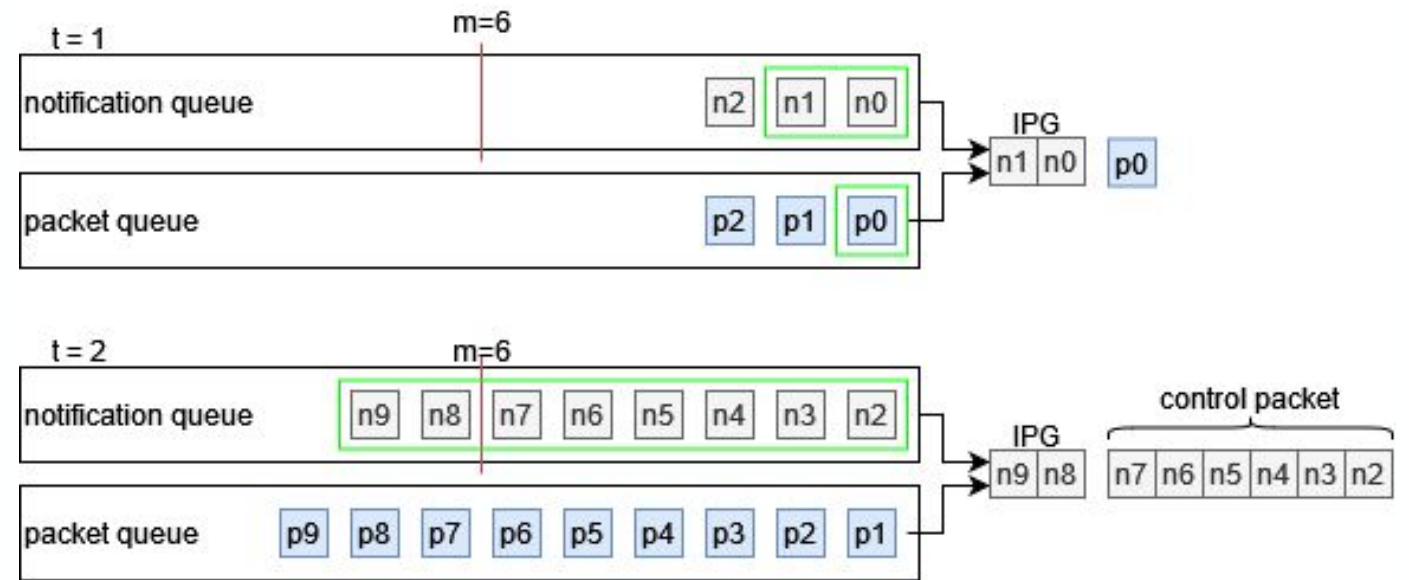 t = 1
m=6
notification queue
n2 n1 n0
IPG
n1 n0 p0
packet queue
p2 p1 p0
t = 2
m=6
notification queue
n9 n8 n7 n6 n5 n4 n3 n2
control packet
IPG
n9 n8 n7 n6 n5 n4 n3 n2
packet queue
p9 p8 p7 p6 p5 p4 p3 p2 p1